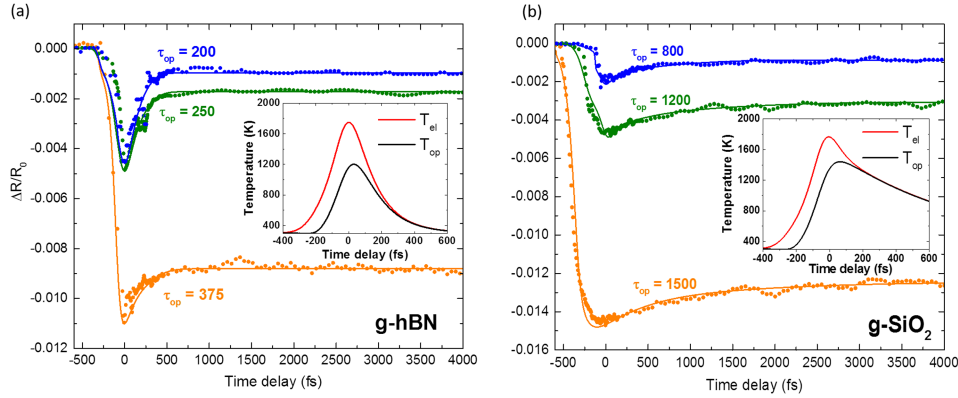 (a)
0.000
-0.002
-0.004
-0.006
-0.008
-0.010
-0.012
ΔR/R0
τop = 200
τop = 250
τop = 375
g-hBN
-500 0 500 1000 1500 2000 2500 3000 3500 4000
Time delay (fs)
2000
1600
1200
800
400
Temperature (K)
Tel
Top
-400 -200 0 200 400 600
Time delay (fs)
(b)
0.000
-0.002
-0.004
-0.006
-0.008
-0.010
-0.012
-0.014
-0.016
τop = 800
τop = 1200
τop = 1500
g-SiO2
-500 0 500 1000 1500 2000 2500 3000 3500 4000
Time delay (fs)
2000
1600
1200
800
400
Temperature (K)
Tel
Top
-400 -200 0 200 400 600
Time delay (fs)